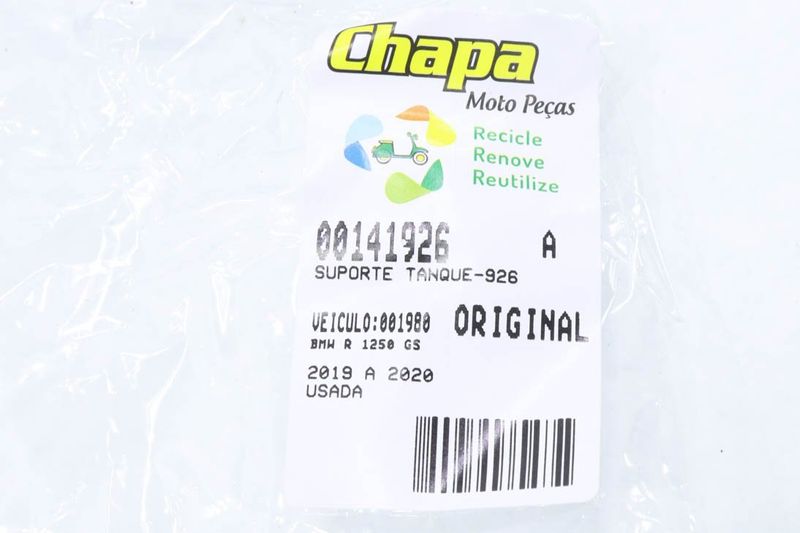 Chapa
Moto Peças
Recicle
Renove
Reutilize
00141926 A
SUPORTE TANQUE-926
VEICULO:001980 ORIGINAL
BMW R 1250 GS
2019 A 2020
USADA